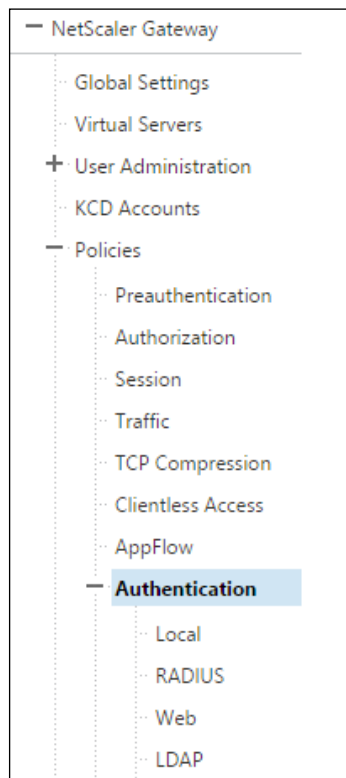 NetScaler Gateway
Global Settings
Virtual Servers
User Administration
KCD Accounts
Policies
Preauthentication
Authorization
Session
Traffic
TCP Compression
Clientless Access
AppFlow
Authentication
Local
RADIUS
Web
LDAP